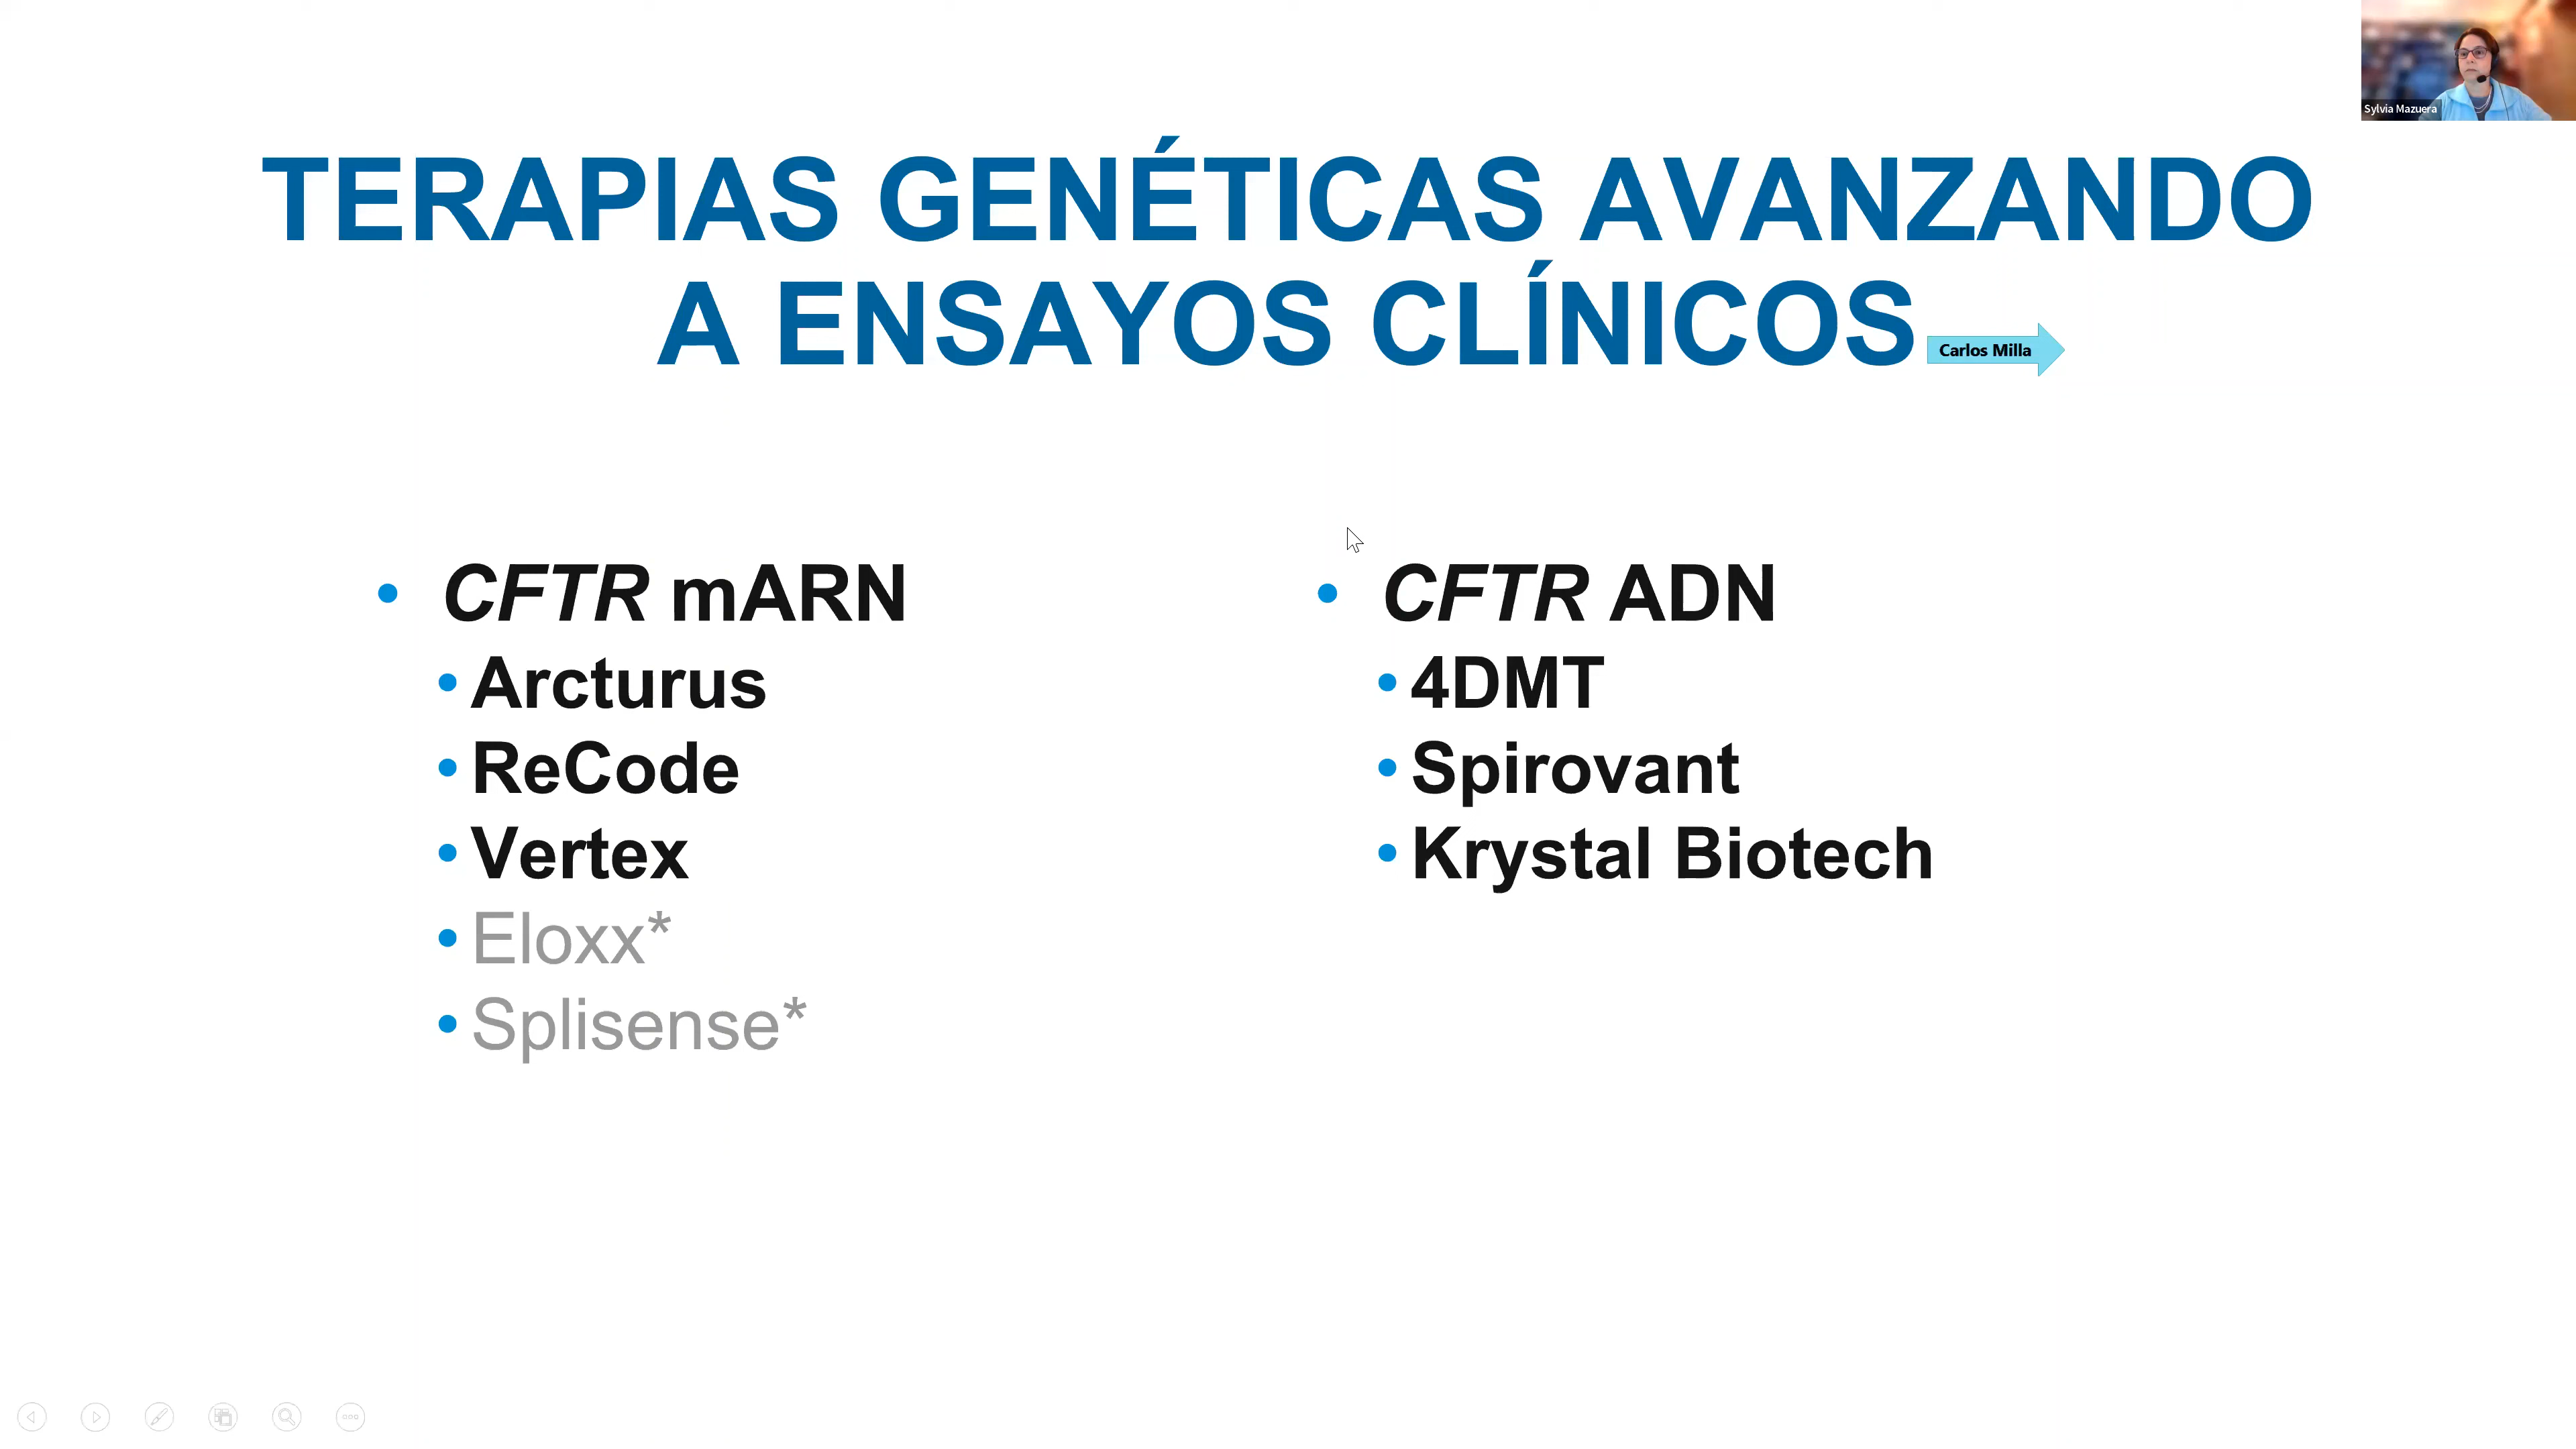 Sylvia Mazuera
TERAPIAS GENÉTICAS AVANZANDO
A ENSAYOS CLÍNICOS
Carlos Milla
• CFTR mARN
• Arcturus
• ReCode
• Vertex
• Eloxx*
• Splisense*
• CFTR ADN
• 4DMT
• Spirovant
• Krystal Biotech